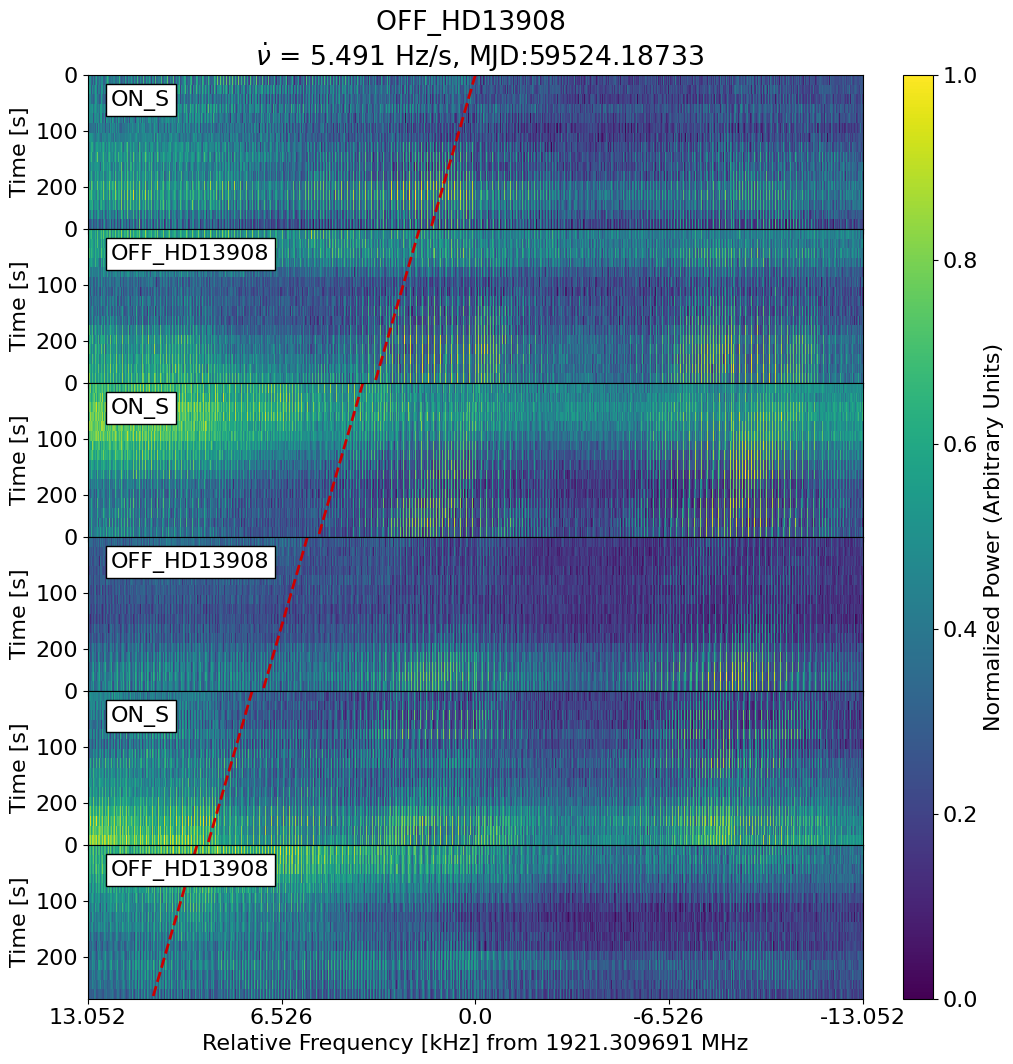 OFF_HD13908
ν̇ = 5.491 Hz/s, MJD:59524.18733
ON_S
OFF_HD13908
ON_S
OFF_HD13908
ON_S
OFF_HD13908
Time [s]
0
100
200
Time [s]
0
100
200
Time [s]
0
100
200
Time [s]
0
100
200
Time [s]
0
100
200
Time [s]
0
100
200
13.052 6.526 0.0 -6.526 -13.052
Relative Frequency [kHz] from 1921.309691 MHz
1.0
0.8
0.6
0.4
0.2
0.0
Normalized Power (Arbitrary Units)